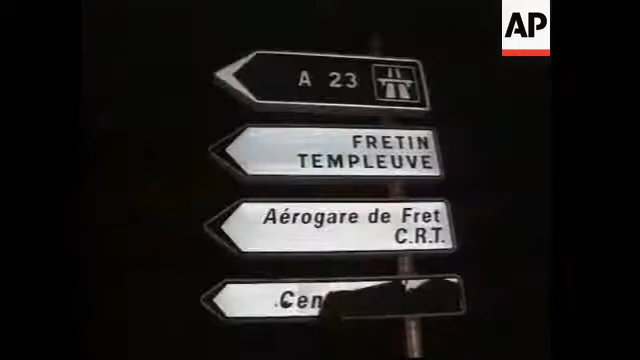 AP
A 23
FRETIN
TEMPLEUVE
Aérogare de Fret
C.R.T.